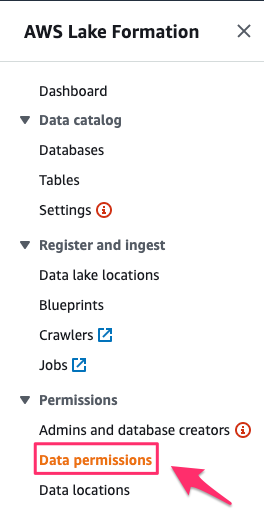 AWS Lake Formation
Dashboard
Data catalog
Databases
Tables
Settings
Register and ingest
Data lake locations
Blueprints
Crawlers
Jobs
Permissions
Admins and database creators
Data permissions
Data locations